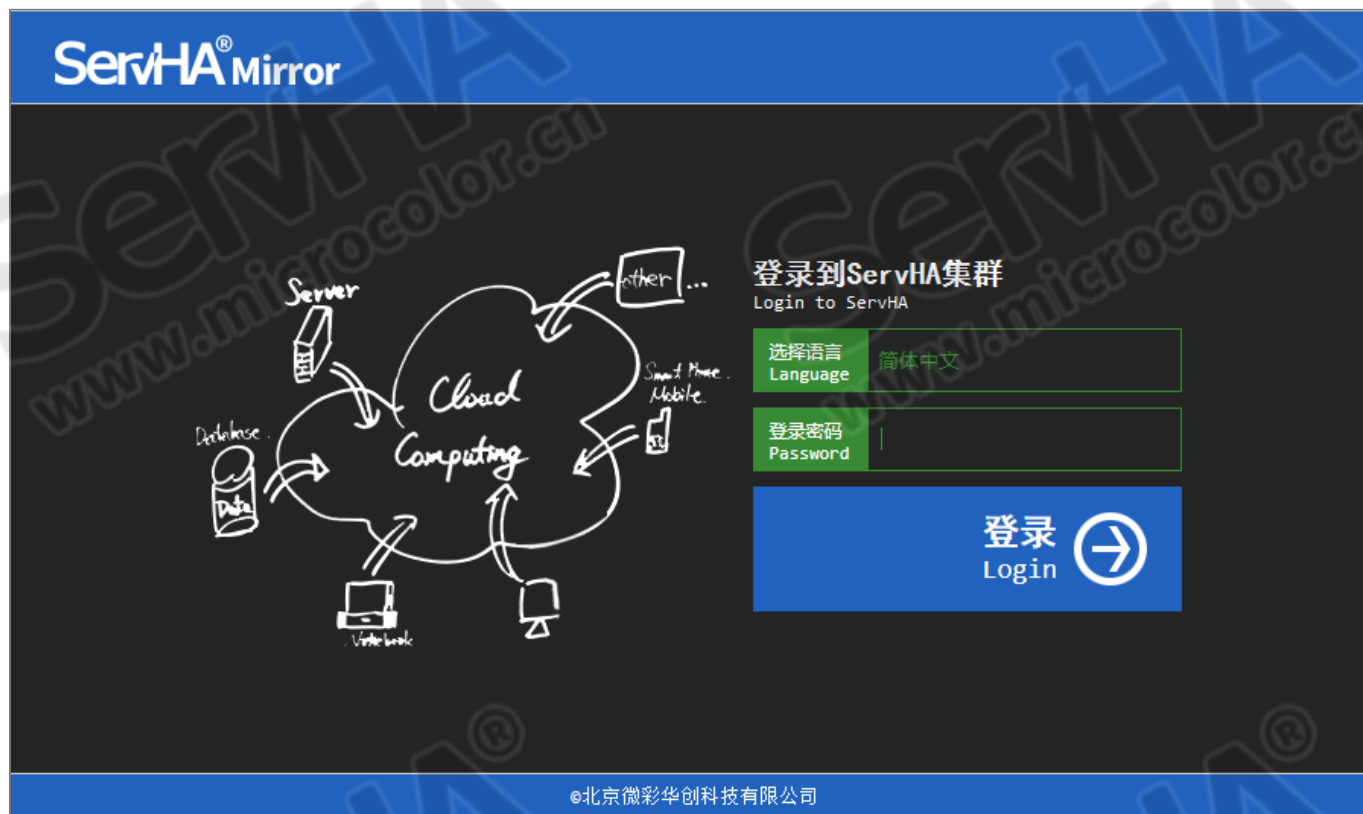 ServHA® Mirror
登录到ServHA集群
Login to ServHA
选择语言
Language
简体中文
登录密码
Password
登录
Login
Server
other ...
Cloud
Computing
Smart Phone.
Mobile.
Database.
Data
Notebook
©北京微彩华创科技有限公司
ServHA®
www.microcolor.cn